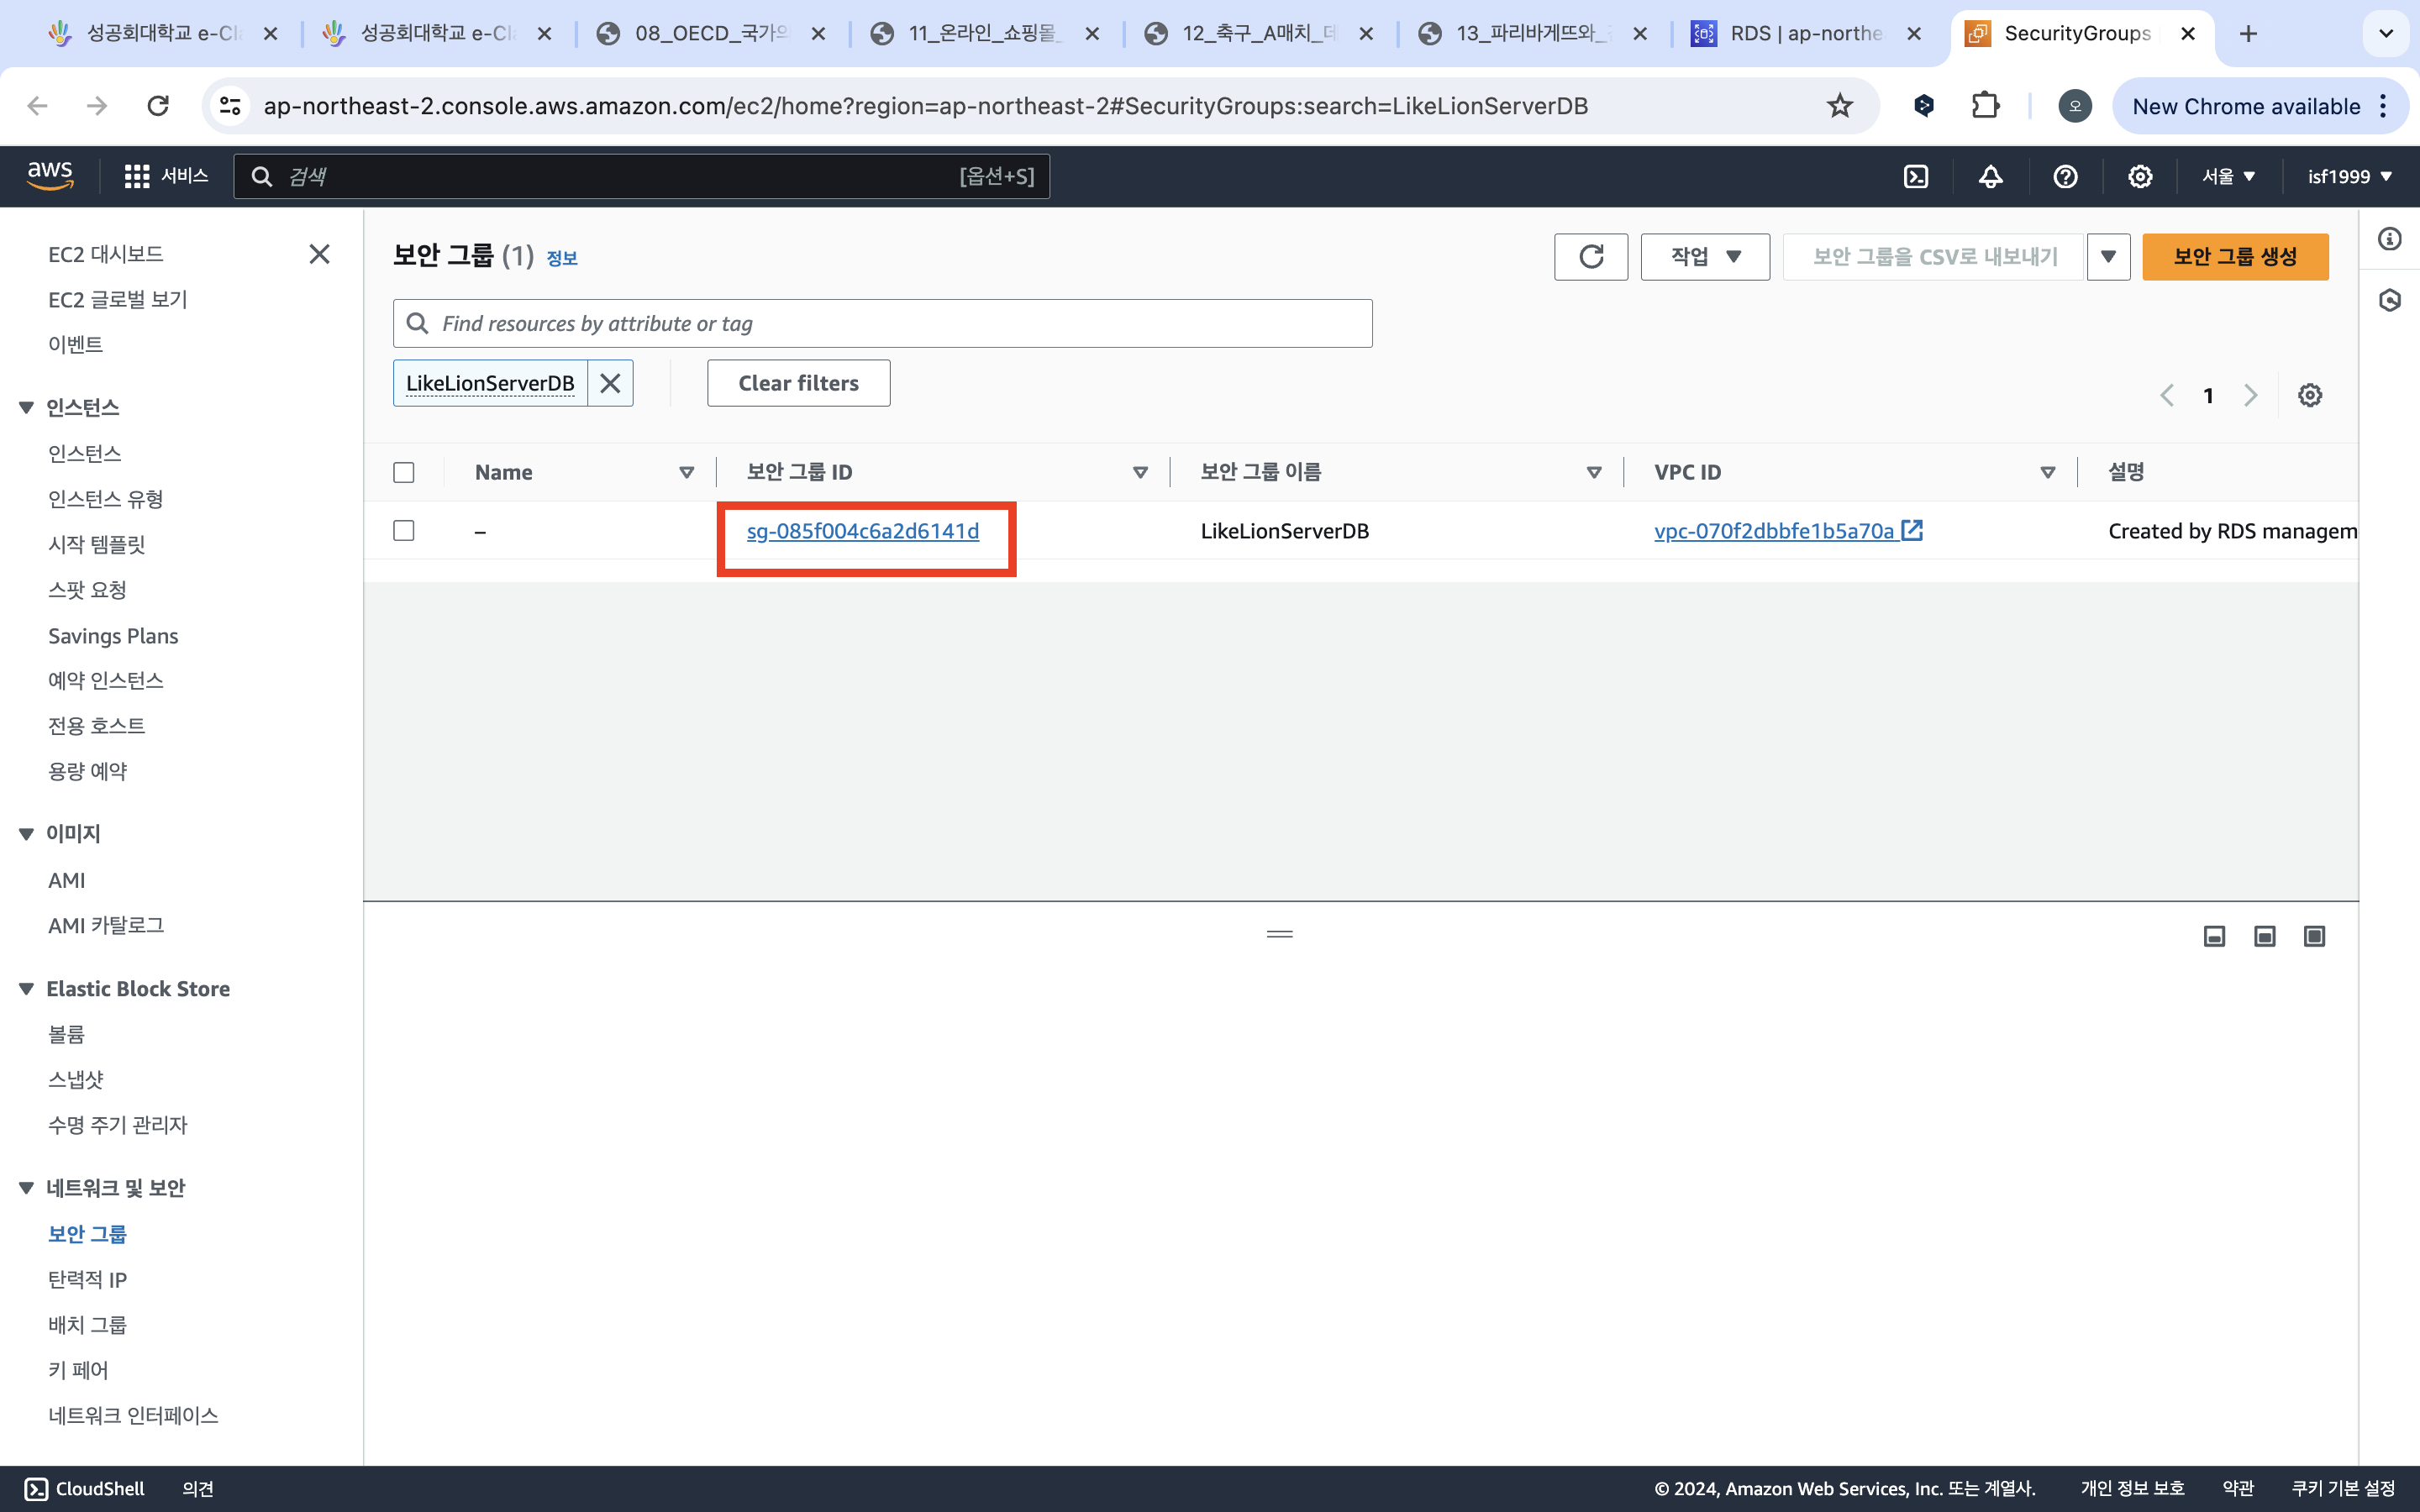 성공회대학교 e-Cl
성공회대학교 e-Cl
08_OECD_국가의
11_온라인_쇼핑몰_
12_축구_A매치_데
13_파리바게뜨와_
RDS | ap-northe
SecurityGroups
ap-northeast-2.console.aws.amazon.com/ec2/home?region=ap-northeast-2#SecurityGroups:search=LikeLionServerDB
오
New Chrome available
aws
서비스
검색
[옵션+S]
서울
isf1999
EC2 대시보드
EC2 글로벌 보기
이벤트
인스턴스
인스턴스
인스턴스 유형
시작 템플릿
스팟 요청
Savings Plans
예약 인스턴스
전용 호스트
용량 예약
이미지
AMI
AMI 카탈로그
Elastic Block Store
볼륨
스냅샷
수명 주기 관리자
네트워크 및 보안
보안 그룹
탄력적 IP
배치 그룹
키 페어
네트워크 인터페이스
보안 그룹 (1) 정보
작업
보안 그룹을 CSV로 내보내기
보안 그룹 생성
Find resources by attribute or tag
LikeLionServerDB
Clear filters
1
Name 보안 그룹 ID 보안 그룹 이름 VPC ID 설명
– sg-085f004c6a2d6141d LikeLionServerDB vpc-070f2dbbfe1b5a70a Created by RDS managem
CloudShell 의견
© 2024, Amazon Web Services, Inc. 또는 계열사. 개인 정보 보호 약관 쿠키 기본 설정